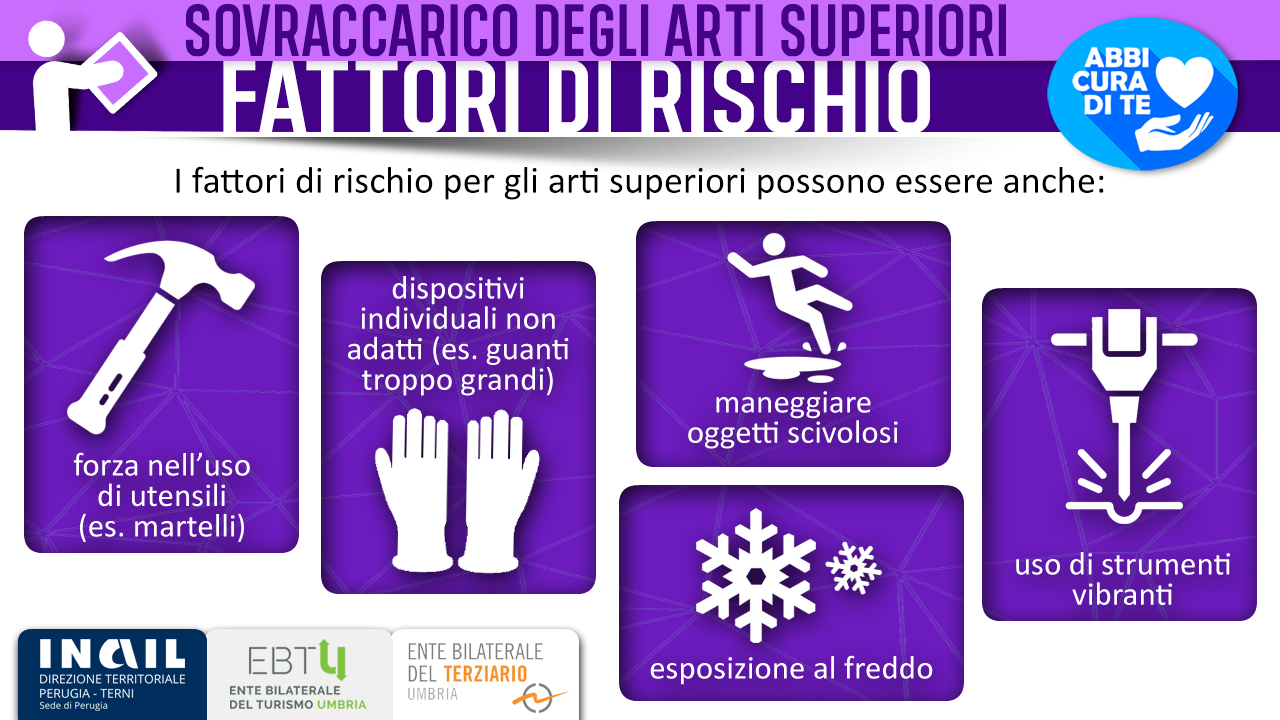 SOVRACCARICO DEGLI ARTI SUPERIORI
FATTORI DI RISCHIO
ABBI
CURA
DI TE
I fattori di rischio per gli arti superiori possono essere anche:
forza nell'uso
di utensili
(es. martelli)
dispositivi
individuali non
adatti (es. guanti
troppo grandi)
maneggiare
oggetti scivolosi
esposizione al freddo
uso di strumenti
vibranti
INAIL
DIREZIONE TERRITORIALE
PERUGIA - TERNI
Sede di Perugia
EBT4
ENTE BILATERALE
DEL TURISMO UMBRIA
ENTE BILATERALE
DEL TERZIARIO
UMBRIA